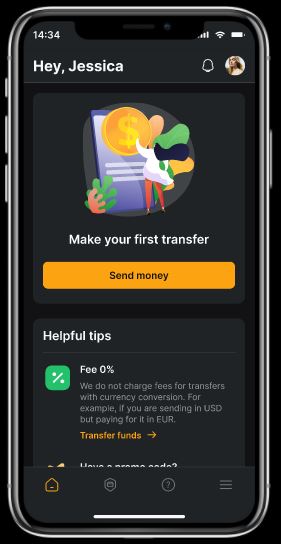 14:34
Hey, Jessica
$
Make your first transfer
Send money
Helpful tips
Fee 0%
We do not charge fees for transfers
with currency conversion. For
example, if you are sending in USD
but paying for it in EUR.
Transfer funds →
Have a promo code?